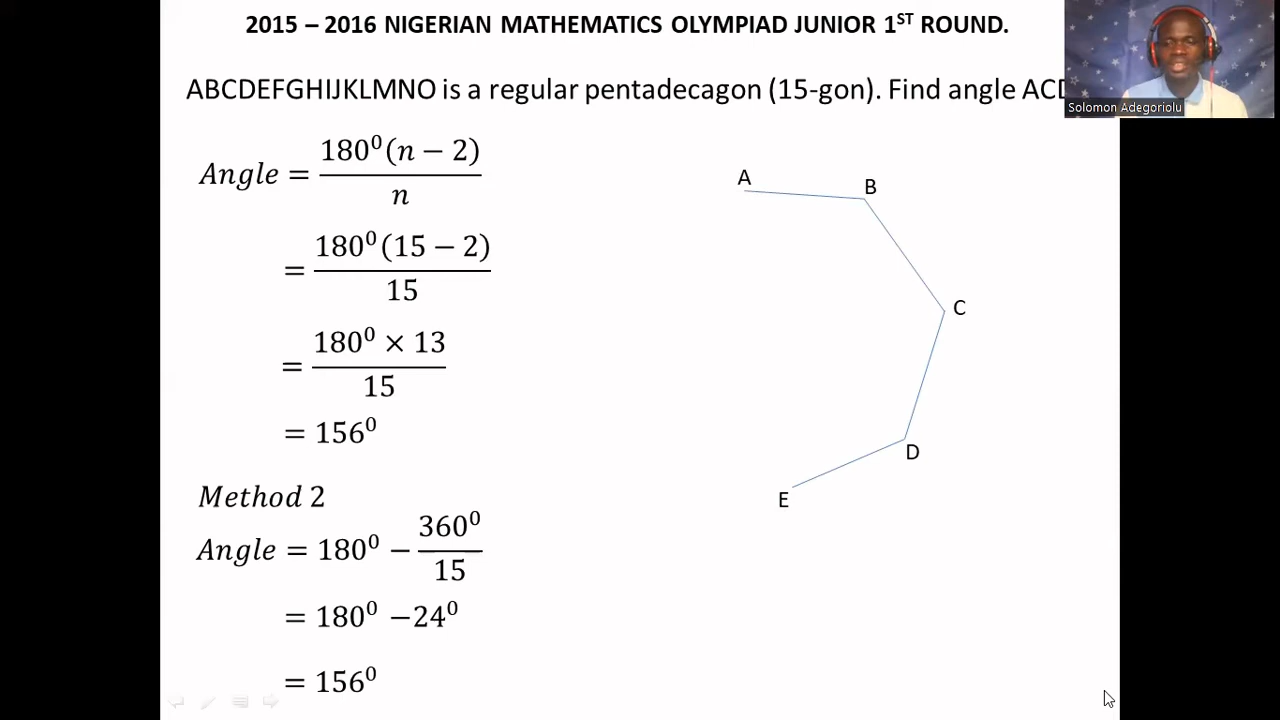 2015 – 2016 NIGERIAN MATHEMATICS OLYMPIAD JUNIOR 1ST ROUND.
ABCDEFGHIJKLMNO is a regular pentadecagon (15-gon). Find angle ACD
Solomon Adegoriolu
Angle = 180⁰(n − 2) / n
= 180⁰(15 − 2) / 15
= 180⁰ × 13 / 15
= 156⁰
Method 2
Angle = 180⁰ − 360⁰ / 15
= 180⁰ −24⁰
= 156⁰
A
B
C
D
E